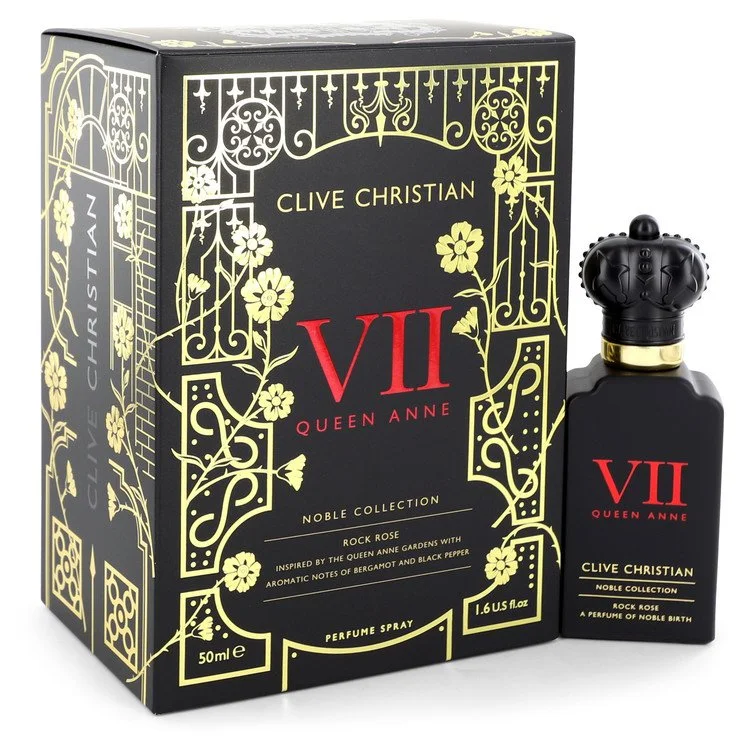 CLIVE CHRISTIAN
CLIVE CHRISTIAN
VII
QUEEN ANNE
NOBLE COLLECTION
ROCK ROSE
INSPIRED BY THE QUEEN ANNE GARDENS WITH
AROMATIC NOTES OF BERGAMOT AND BLACK PEPPER
PERFUME SPRAY
50ml e
1.6 U.S fl.oz
VII
QUEEN ANNE
CLIVE CHRISTIAN
NOBLE COLLECTION
ROCK ROSE
A PERFUME OF NOBLE BIRTH